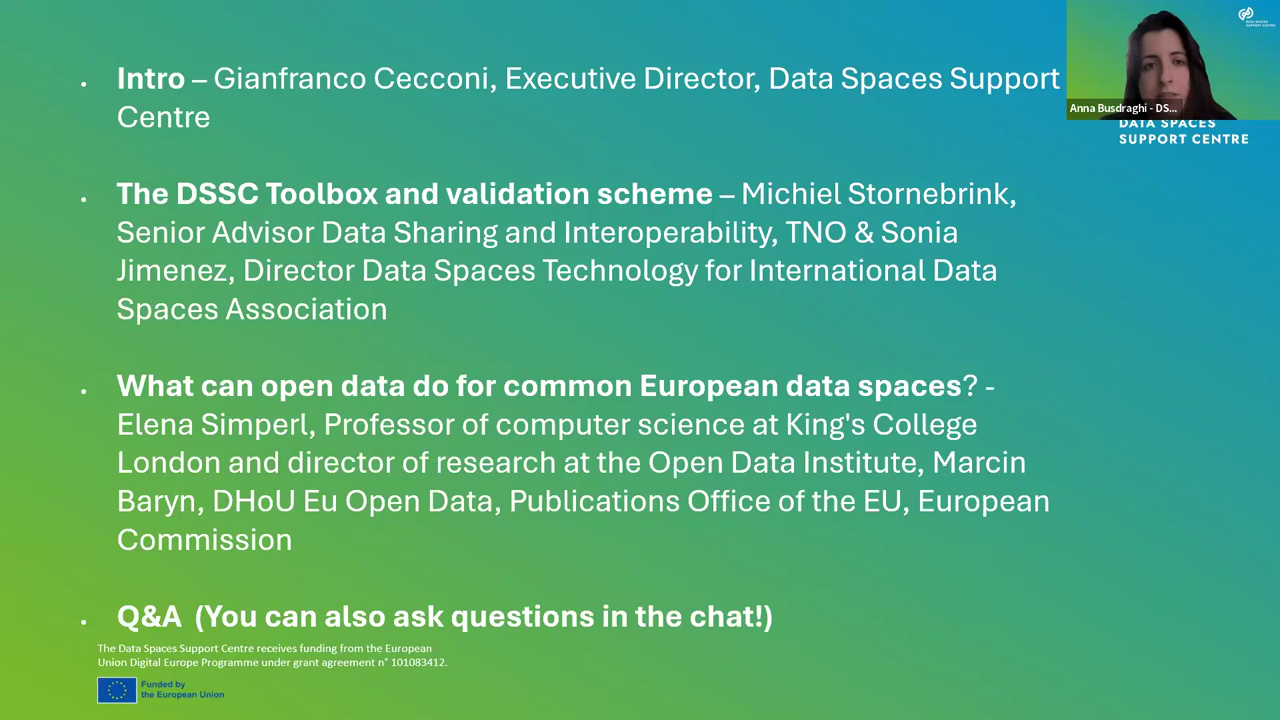 Intro – Gianfranco Cecconi, Executive Director, Data Spaces Support
Centre
The DSSC Toolbox and validation scheme – Michiel Stornebrink,
Senior Advisor Data Sharing and Interoperability, TNO & Sonia
Jimenez, Director Data Spaces Technology for International Data
Spaces Association
What can open data do for common European data spaces? -
Elena Simperl, Professor of computer science at King's College
London and director of research at the Open Data Institute, Marcin
Baryn, DHoU Eu Open Data, Publications Office of the EU, European
Commission
Q&A (You can also ask questions in the chat!)
The Data Spaces Support Centre receives funding from the European
Union Digital Europe Programme under grant agreement n° 101083412.
Funded by
the European Union
Anna Busdraghi - DS...
DATA SPACES
SUPPORT CENTRE
DATA SPACES
SUPPORT CENTRE